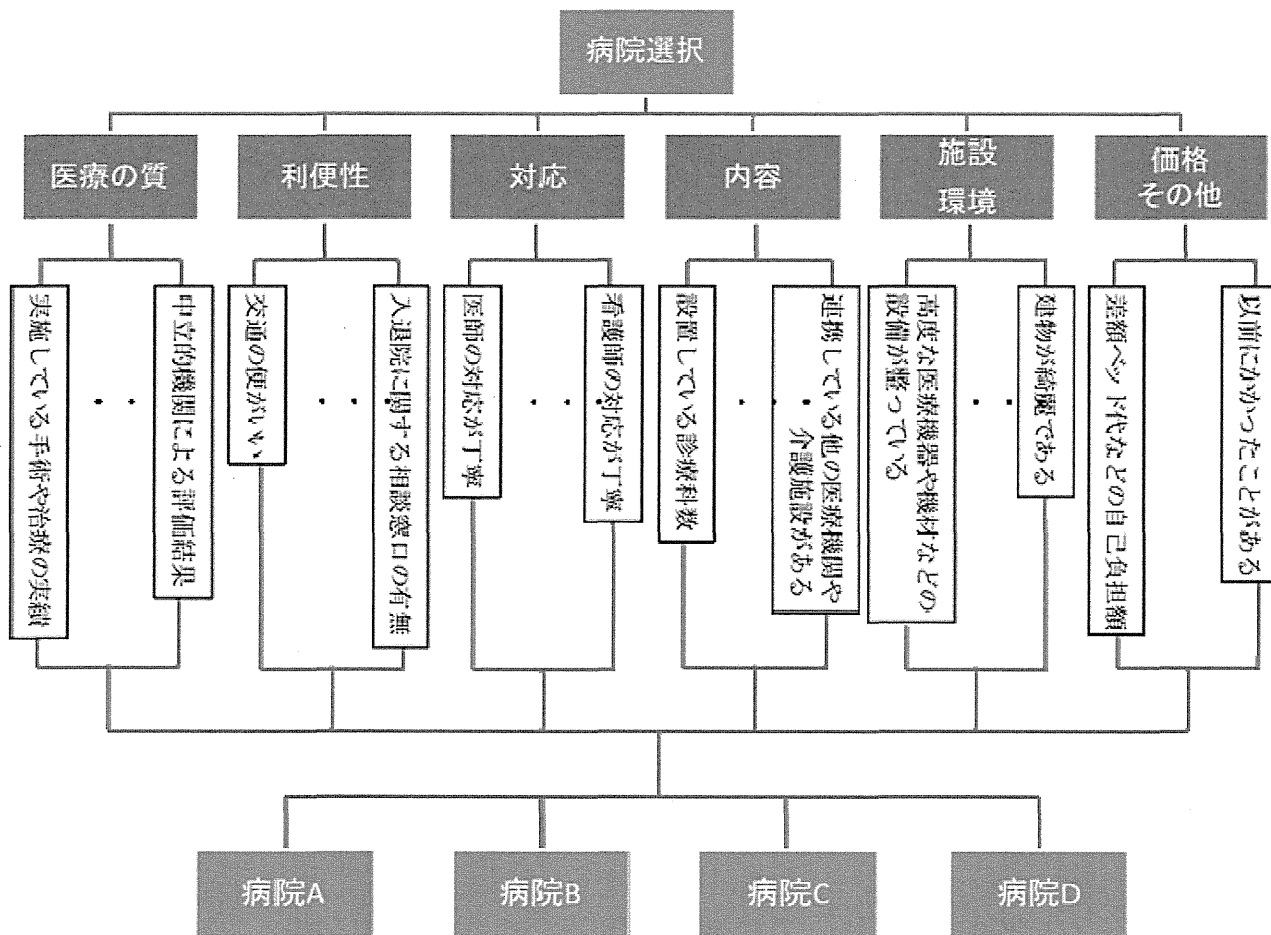 病院選択
医療の質
利便性
対応
内容
施設
環境
価格
その他
実施している手術や治療の実績
・・
中立的機関による評価結果
交通の便がいい
・・・
入退院に関する相談窓口の有無
医師の対応が丁寧
・・・
看護師の対応が丁寧
設置している診療科数
・・・
連携している他の医療機関や
介護施設がある
高度な医療機器や機材などの
設備が整っている
・・
建物が綺麗である
差額ベッド代などの自己負担額
以前にかかったことがある
病院A
病院B
病院C
病院D